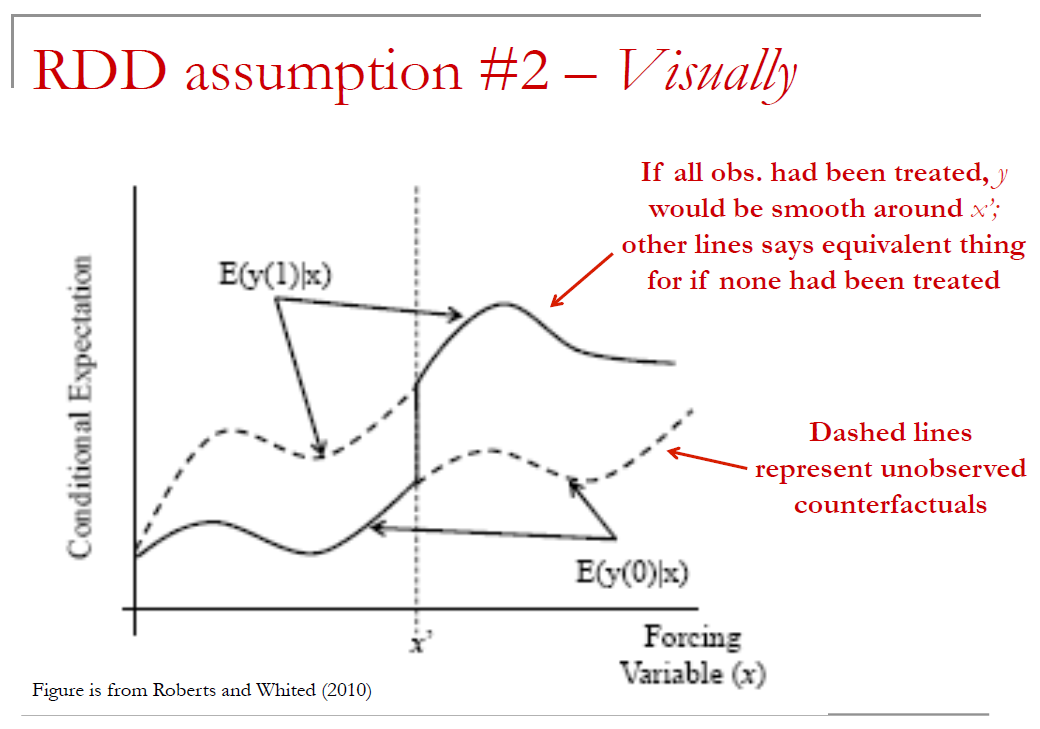 RDD assumption #2 – Visually
If all obs. had been treated, y
would be smooth around x’;
other lines says equivalent thing
for if none had been treated
E(y(1)|x)
Conditional Expectation
Dashed lines
represent unobserved
counterfactuals
E(y(0)|x)
x’
Forcing
Variable (x)
Figure is from Roberts and Whited (2010)